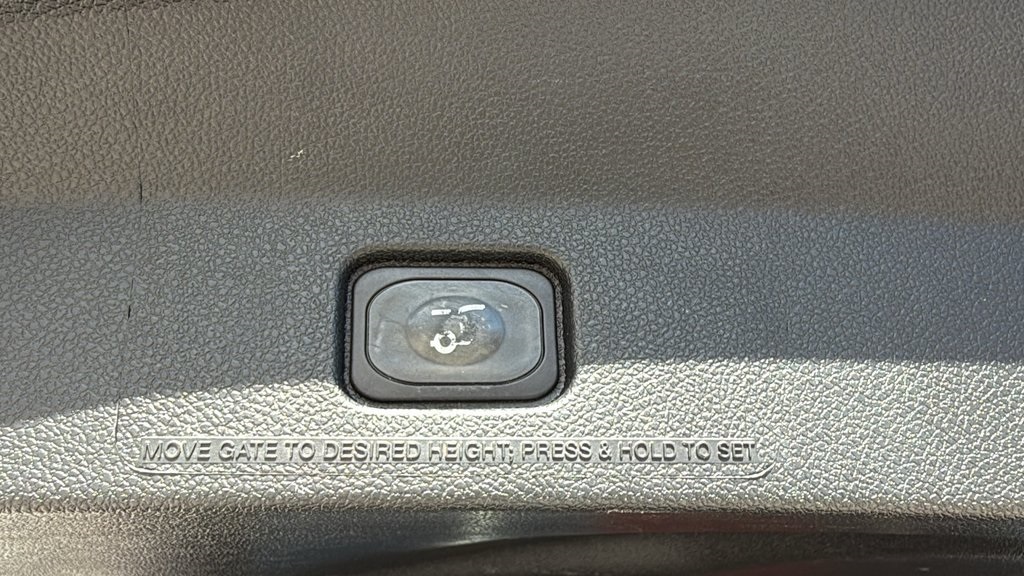 MOVE GATE TO DESIRED HEIGHT; PRESS & HOLD TO SET